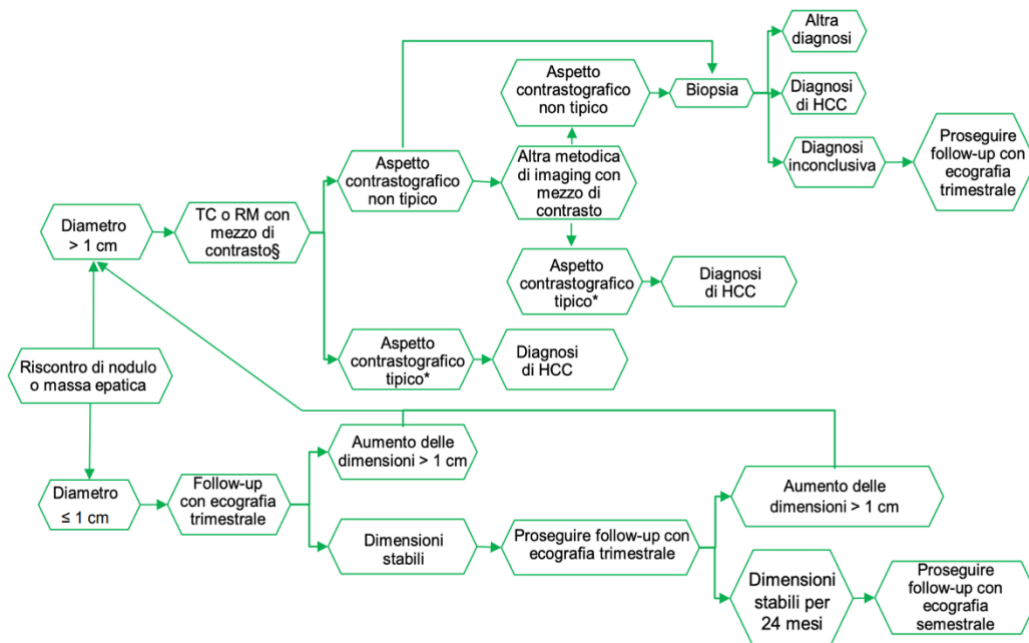 Altra
diagnosi
Aspetto
contrastografico
non tipico
Biopsia
Diagnosi
di HCC
Proseguire
follow-up con
ecografia
trimestrale
Diagnosi
inconclusiva
Aspetto
contrastografico
non tipico
Altra metodica
di imaging con
mezzo di
contrasto
Diametro
> 1 cm
TC o RM con
mezzo di
contrasto§
Aspetto
contrastografico
tipico*
Diagnosi
di HCC
Riscontro di nodulo
o massa epatica
Aspetto
contrastografico
tipico*
Diagnosi
di HCC
Aumento delle
dimensioni > 1 cm
Diametro
≤ 1 cm
Follow-up
con ecografia
trimestrale
Aumento delle
dimensioni > 1 cm
Dimensioni
stabili
Proseguire follow-up con
ecografia trimestrale
Dimensioni
stabili per
24 mesi
Proseguire
follow-up con
ecografia
semestrale